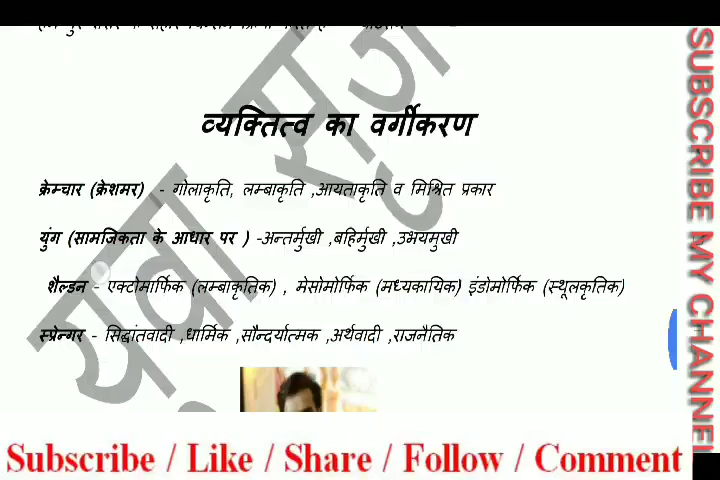 व्यक्तित्व का वर्गीकरण
क्रेम्चार (क्रेशमर) - गोलाकृति, लम्बाकृति ,आयताकृति व मिश्रित प्रकार
युंग (सामजिकता के आधार पर ) -अन्तर्मुखी ,बहिर्मुखी ,उभयमुखी
शैल्डन - एक्टोमार्फिक (लम्बाकृतिक) , मेसोमोर्फिक (मध्यकायिक) इंडोमोर्फिक (स्थूलकृतिक)
स्प्रेन्गर - सिद्धांतवादी ,धार्मिक ,सौन्दर्यात्मक ,अर्थवादी ,राजनैतिक
युवा
Subscribe / Like / Share / Follow / Comment
SUBSCRIBE MY CHANNEL